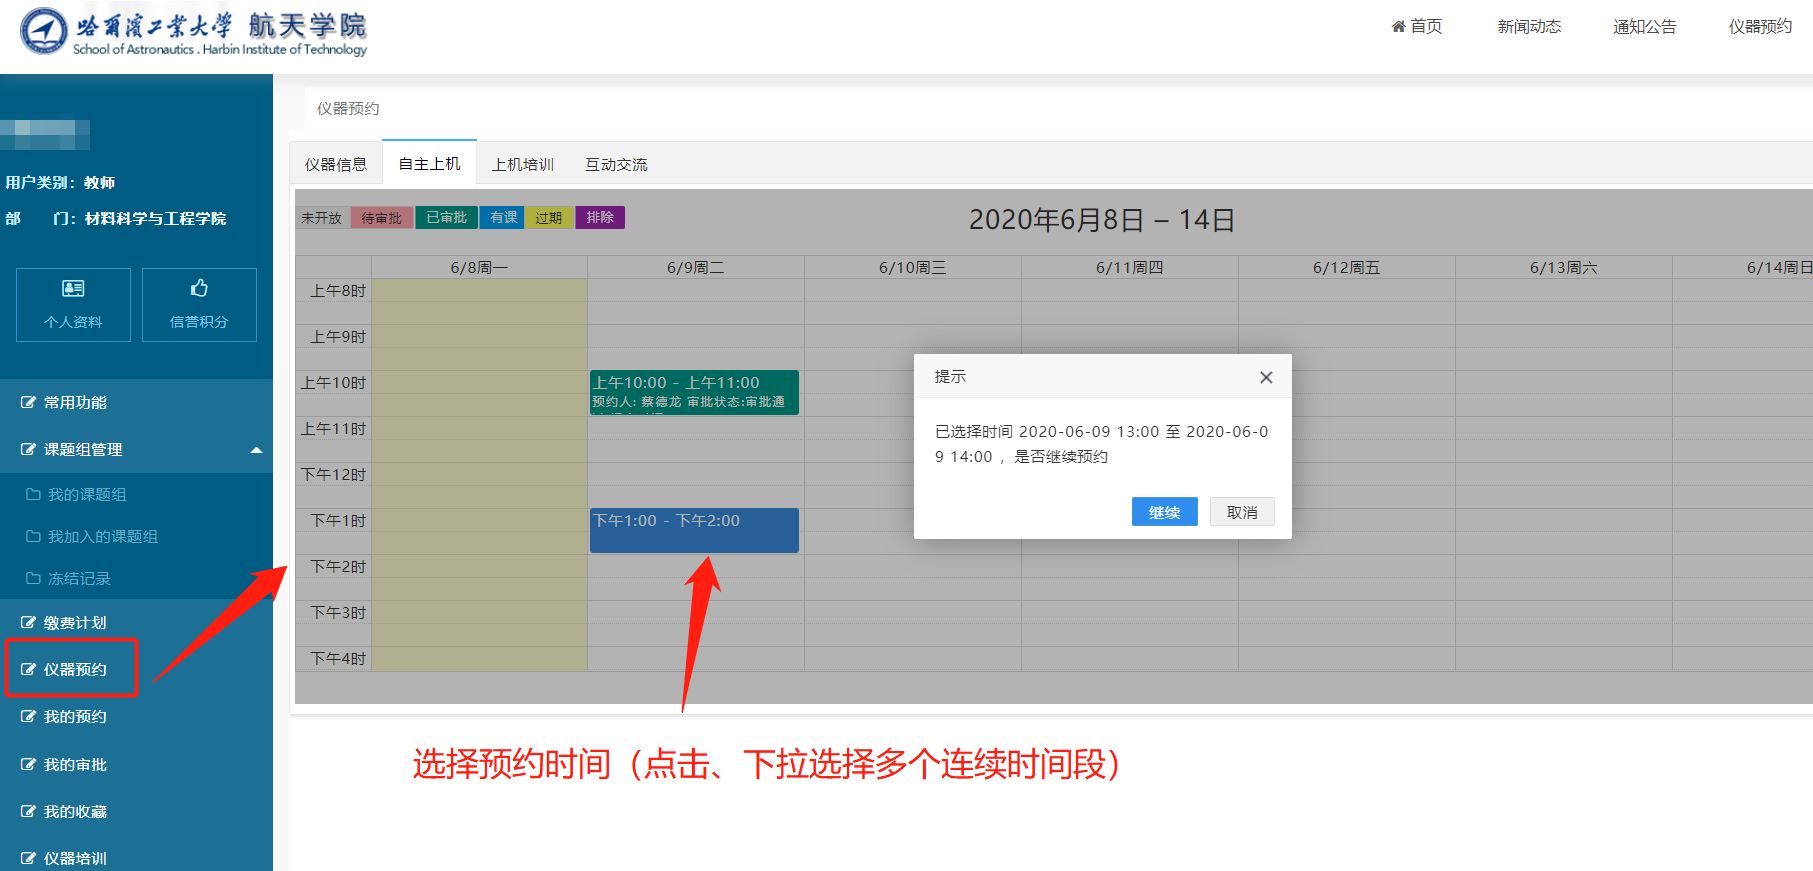 哈尔滨工业大学 航天学院
School of Astronautics . Harbin Institute of Technology
首页 新闻动态 通知公告 仪器预约
用户类别：教师
部 门：材料科学与工程学院
个人资料 信誉积分
常用功能
课题组管理
我的课题组
我加入的课题组
冻结记录
缴费计划
仪器预约
我的预约
我的审批
我的收藏
仪器培训
仪器预约
仪器信息 自主上机 上机培训 互动交流
未开放 待审批 已审批 有课 过期 排除
2020年6月8日 – 14日
6/8周一 6/9周二 6/10周三 6/11周四 6/12周五 6/13周六 6/14周日
上午8时
上午9时
上午10时
上午11时
下午12时
下午1时
下午2时
下午3时
下午4时
上午10:00 - 上午11:00
预约人: 蔡德龙 审批状态:审批通
下午1:00 - 下午2:00
提示
已选择时间 2020-06-09 13:00 至 2020-06-0
9 14:00 ，是否继续预约
继续 取消
选择预约时间（点击、下拉选择多个连续时间段）